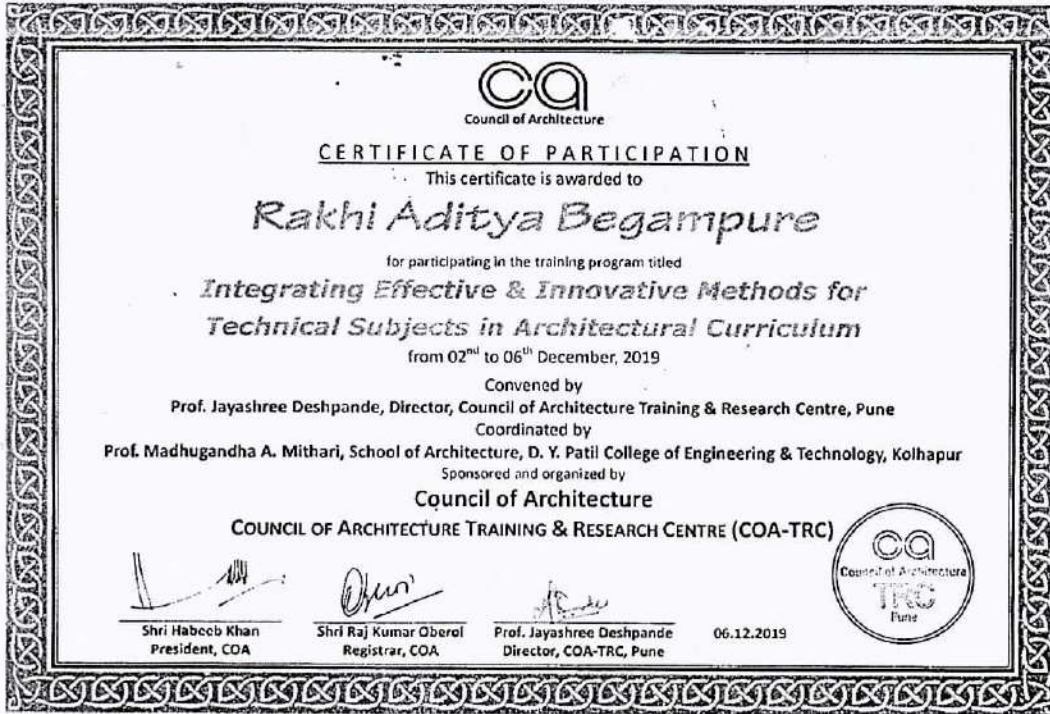 ca
Council of Architecture
CERTIFICATE OF PARTICIPATION
This certificate is awarded to
Rakhi Aditya Begampure
for participating in the training program titled
Integrating Effective & Innovative Methods for
Technical Subjects in Architectural Curriculum
from 02nd to 06th December, 2019
Convened by
Prof. Jayashree Deshpande, Director, Council of Architecture Training & Research Centre, Pune
Coordinated by
Prof. Madhugandha A. Mithari, School of Architecture, D. Y. Patil College of Engineering & Technology, Kolhapur
Sponsored and organized by
Council of Architecture
COUNCIL OF ARCHITECTURE TRAINING & RESEARCH CENTRE (COA-TRC)
ca
Council of Architecture
TRC
Pune
Shri Habeeb Khan
President, COA
Shri Raj Kumar Oberoi
Registrar, COA
Prof. Jayashree Deshpande
Director, COA-TRC, Pune
06.12.2019